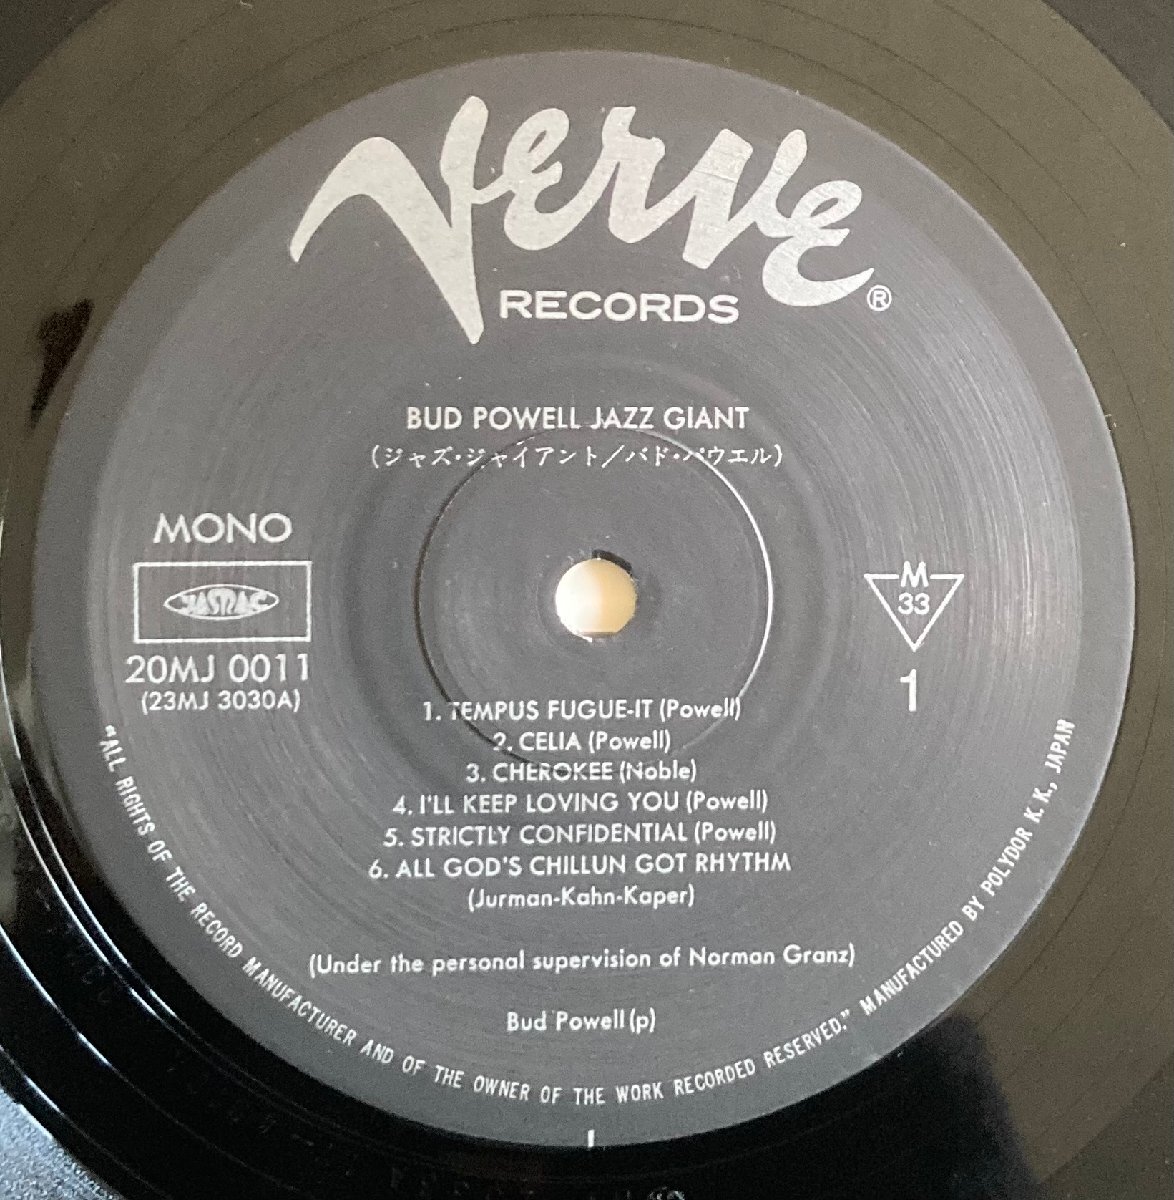 Verve
RECORDS ®
BUD POWELL JAZZ GIANT
(ジャズ・ジャイアント/バド・パウエル)
MONO
JASRAC
20MJ 0011
(23MJ 3030A)
M
33
1
1. TEMPUS FUGUE-IT (Powell)
2. CELIA (Powell)
3. CHEROKEE (Noble)
4. I'LL KEEP LOVING YOU (Powell)
5. STRICTLY CONFIDENTIAL (Powell)
6. ALL GOD'S CHILLUN GOT RHYTHM
(Jurman-Kahn-Kaper)
(Under the personal supervision of Norman Granz)
Bud Powell (p)
"ALL RIGHTS OF THE RECORD MANUFACTURER AND OF THE OWNER OF THE WORK RECORDED RESERVED." MANUFACTURED BY POLYDOR K. K., JAPAN